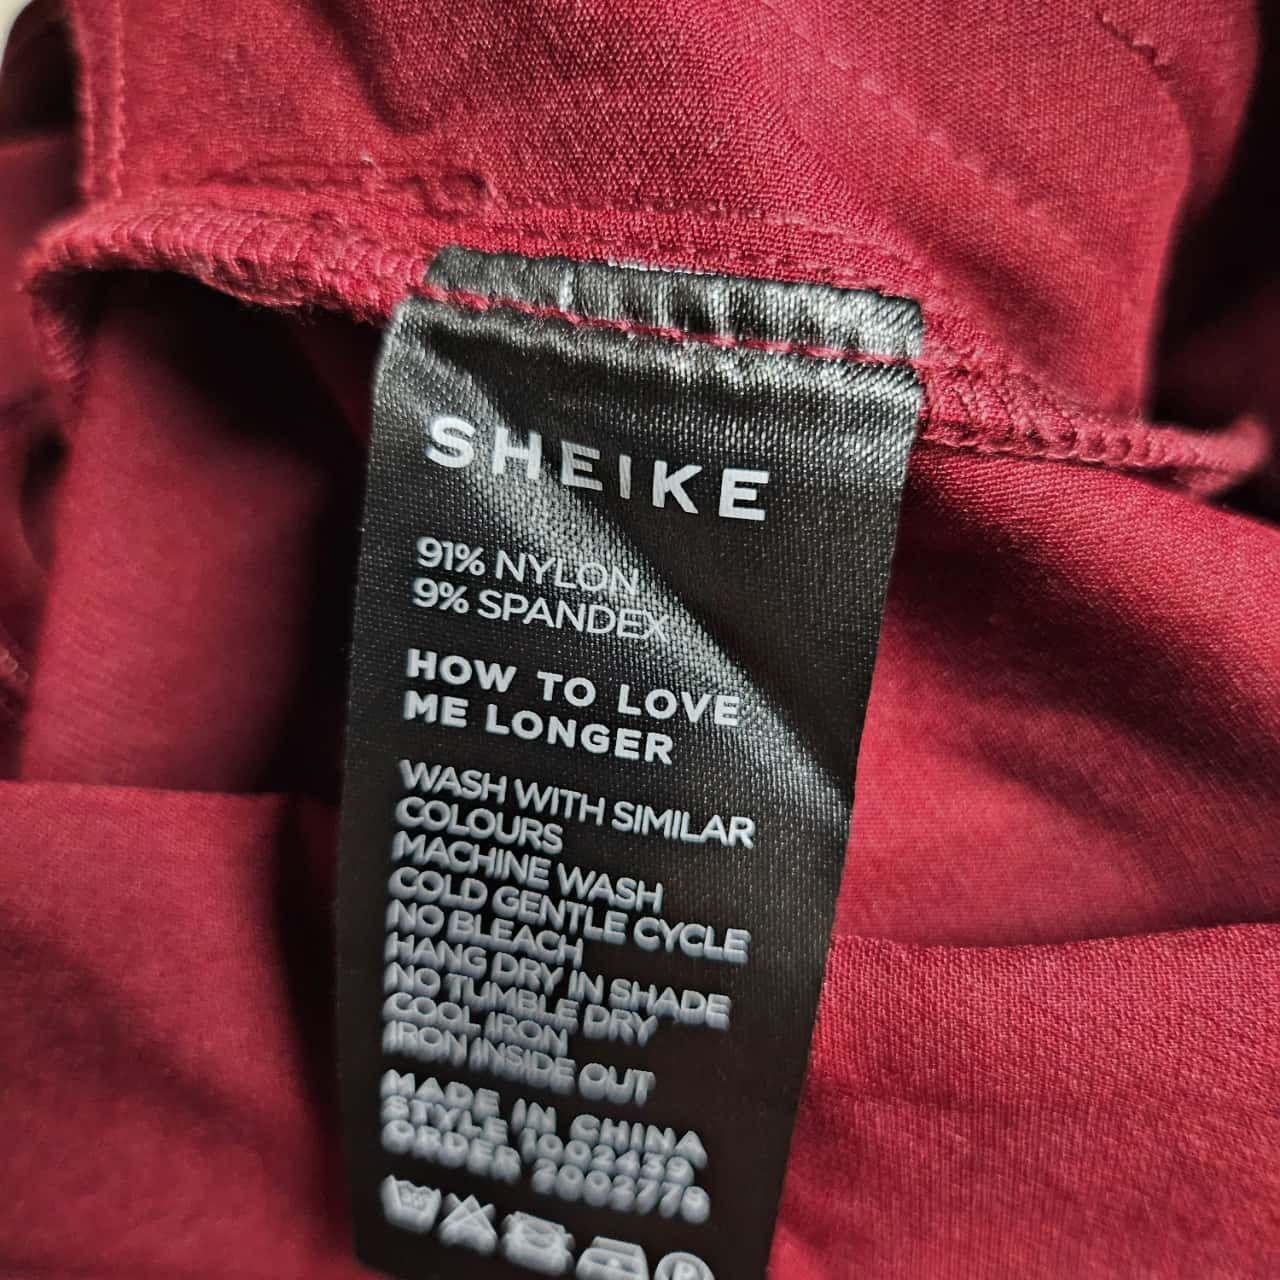 SHEIKE
91% NYLON
9% SPANDEX
HOW TO LOVE
ME LONGER
WASH WITH SIMILAR
COLOURS
MACHINE WASH
COLD GENTLE CYCLE
NO BLEACH
HANG DRY IN SHADE
NO TUMBLE DRY
COOL IRON
IRON INSIDE OUT
MADE IN CHINA
STYLE 1002439
ORDER 2002778